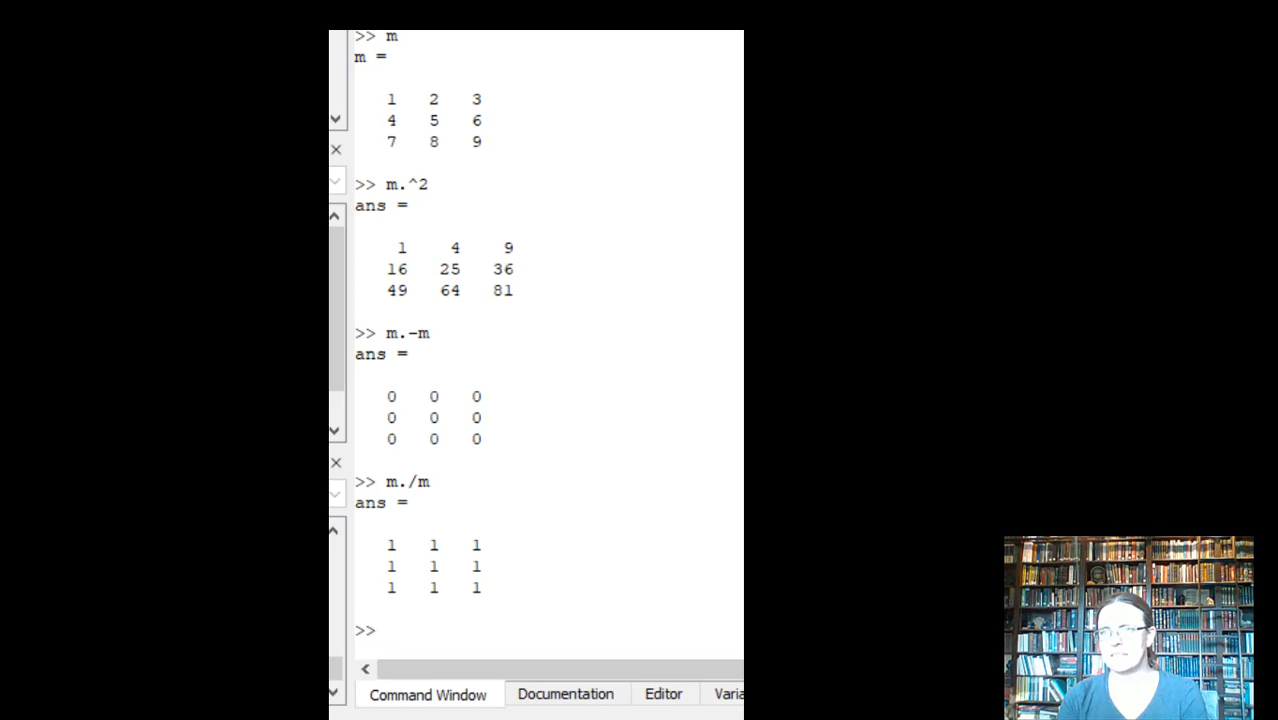 >> m
m =
1 2 3
4 5 6
7 8 9
>> m.^2
ans =
1 4 9
16 25 36
49 64 81
>> m.-m
ans =
0 0 0
0 0 0
0 0 0
>> m./m
ans =
1 1 1
1 1 1
1 1 1
>>
Command Window Documentation Editor Varia